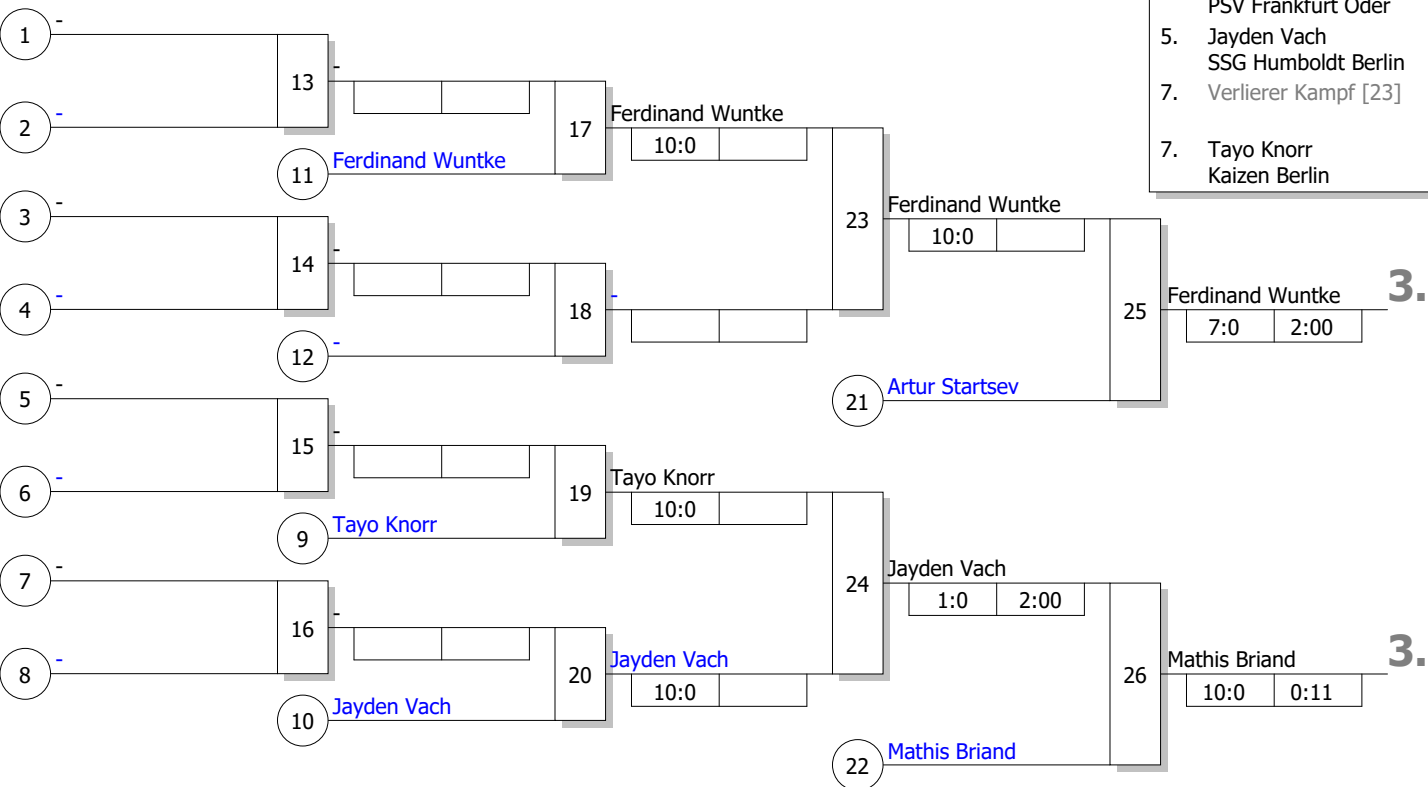 PSV Frankfurt Oder
5. Jayden Vach
SSG Humboldt Berlin
7. Verlierer Kampf [23]
7. Tayo Knorr
Kaizen Berlin
1
-
2
-
13
-
11
Ferdinand Wuntke
17
Ferdinand Wuntke
10:0
3
-
4
-
14
-
12
-
18
-
23
Ferdinand Wuntke
10:0
21
Artur Startsev
25
Ferdinand Wuntke
7:0 2:00
3.
5
-
6
-
15
-
9
Tayo Knorr
19
Tayo Knorr
10:0
7
-
8
-
16
-
10
Jayden Vach
20
Jayden Vach
10:0
24
Jayden Vach
1:0 2:00
22
Mathis Briand
26
Mathis Briand
10:0 0:11
3.